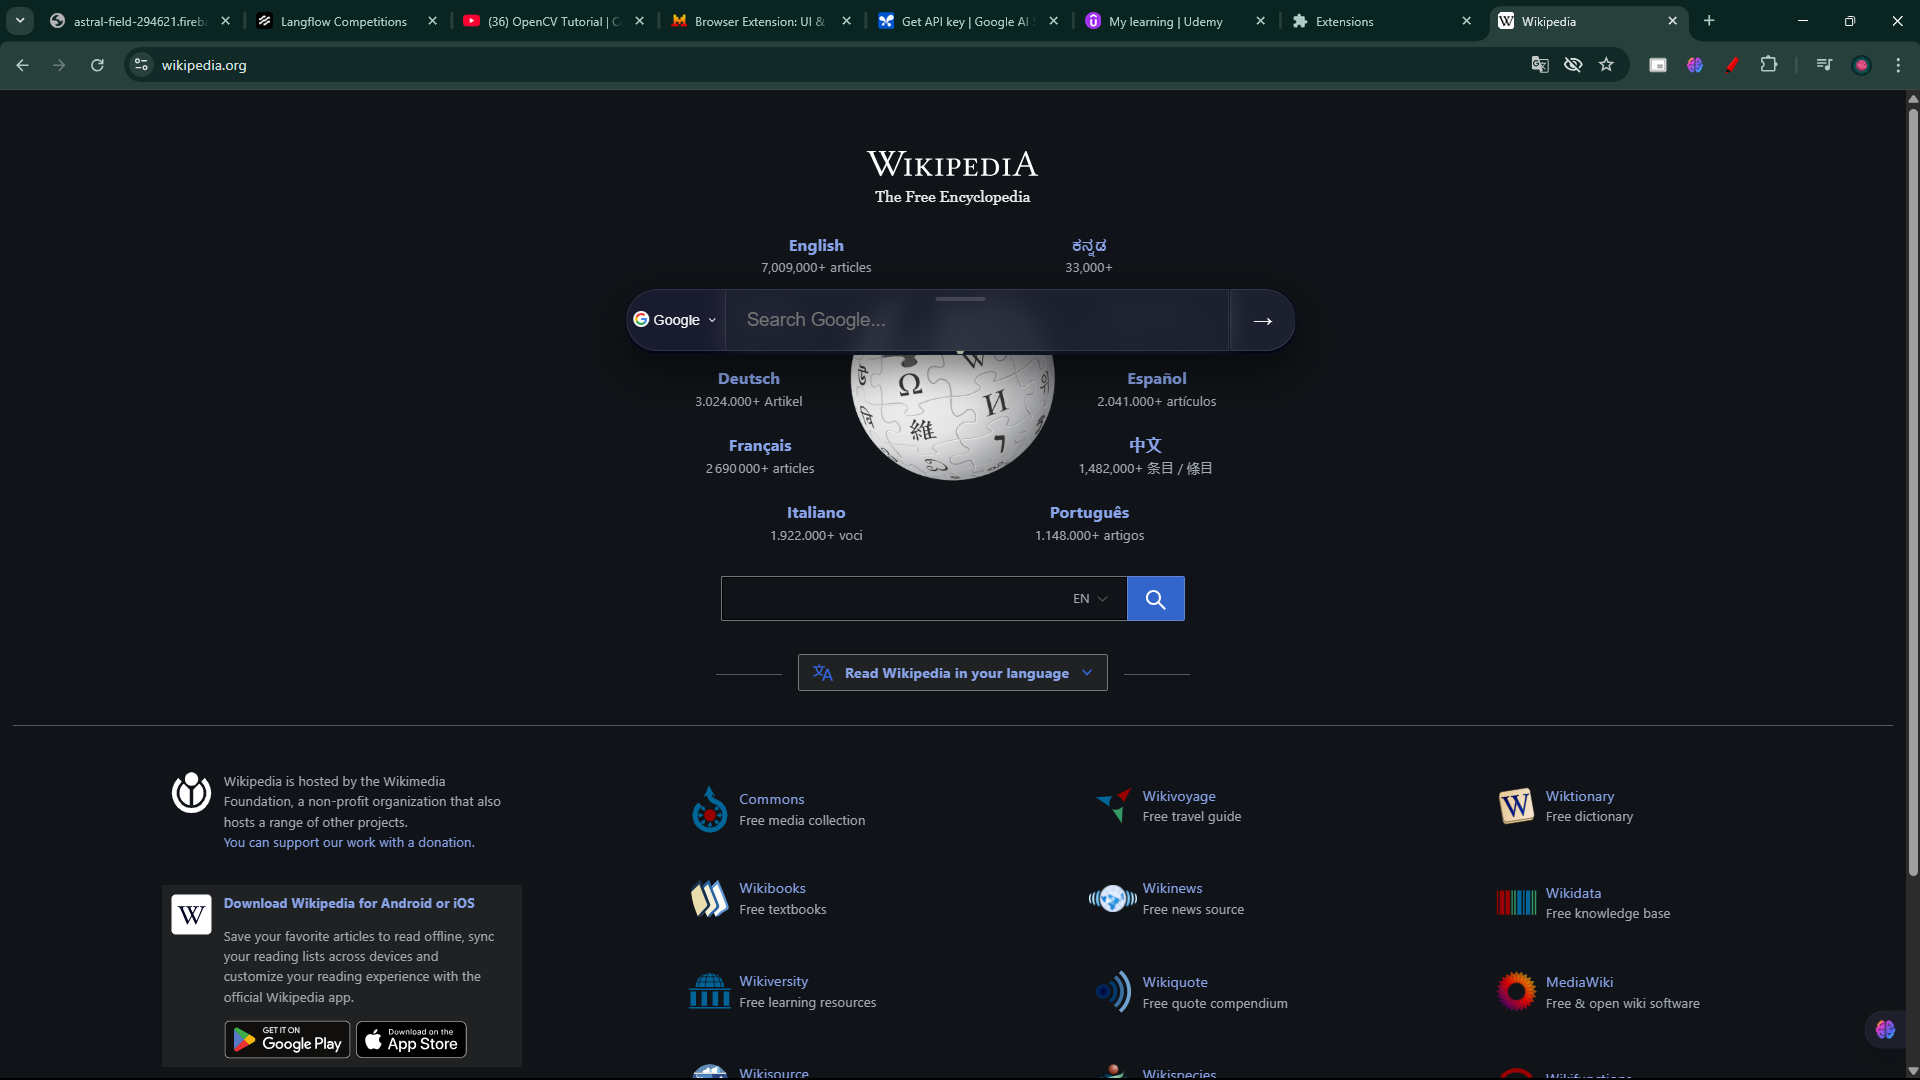 astral-field-294621.fireba
Langflow Competitions
(36) OpenCV Tutorial | C
Browser Extension: UI &
Get API key | Google AI S
My learning | Udemy
Extensions
Wikipedia
wikipedia.org
WIKIPEDIA
The Free Encyclopedia
English
7,009,000+ articles
ಕನ್ನಡ
33,000+
Google
Search Google...
→
Deutsch
3.024.000+ Artikel
Español
2.041.000+ artículos
Français
2 690 000+ articles
中文
1,482,000+ 条目 / 條目
Italiano
1.922.000+ voci
Português
1.148.000+ artigos
Ω
W
И
維
EN
Read Wikipedia in your language
Wikipedia is hosted by the Wikimedia
Foundation, a non-profit organization that also
hosts a range of other projects.
You can support our work with a donation.
Download Wikipedia for Android or iOS
Save your favorite articles to read offline, sync
your reading lists across devices and
customize your reading experience with the
official Wikipedia app.
GET IT ON
Google Play
Download on the
App Store
Commons
Free media collection
Wikivoyage
Free travel guide
Wiktionary
Free dictionary
Wikibooks
Free textbooks
Wikinews
Free news source
Wikidata
Free knowledge base
Wikiversity
Free learning resources
Wikiquote
Free quote compendium
MediaWiki
Free & open wiki software
Wikisource
Wikispecies
Wikifunctions